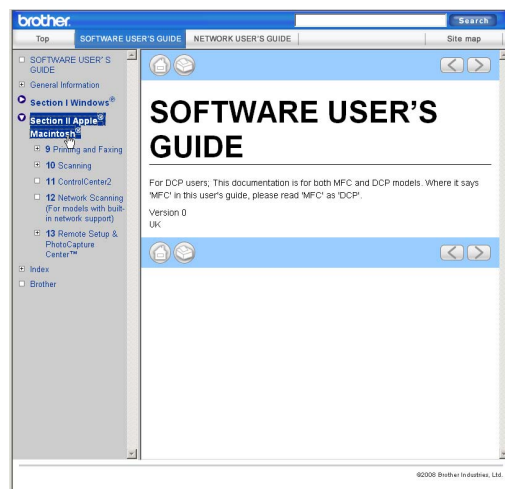 brother.
Search
Top
SOFTWARE USER'S GUIDE
NETWORK USER'S GUIDE
Site map
SOFTWARE USER' S
GUIDE
General Information
Section I Windows®
Section II Apple®
Macintosh®
9 Printing and Faxing
10 Scanning
11 ControlCenter2
12 Network Scanning
(For models with built-
in network support)
13 Remote Setup &
PhotoCapture
Center™
Index
Brother
SOFTWARE USER'S
GUIDE
For DCP users; This documentation is for both MFC and DCP models. Where it says
'MFC' in this user's guide, please read 'MFC' as 'DCP'.
Version 0
UK
©2008 Brother Industries, Ltd.